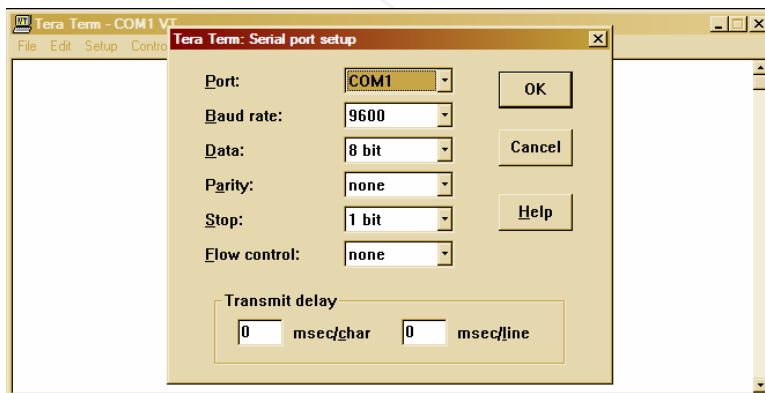 Tera Term - COM1 VT
File Edit Setup Contro
Tera Term: Serial port setup
Port: COM1
OK
Baud rate: 9600
Data: 8 bit
Cancel
Parity: none
Stop: 1 bit
Help
Flow control: none
Transmit delay
0 msec/char 0 msec/line